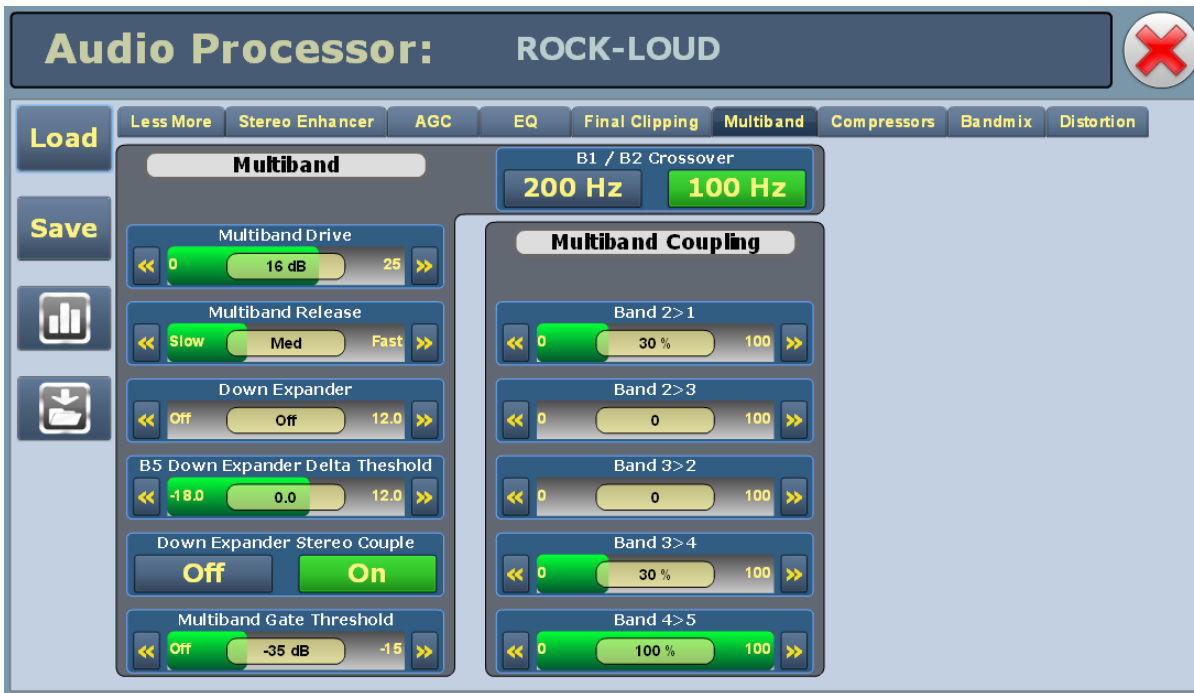 Audio Processor: ROCK-LOUD
Load
Save
Less More Stereo Enhancer AGC EQ Final Clipping Multiband Compressors Bandmix Distortion
Multiband
B1 / B2 Crossover
200 Hz 100 Hz
Multiband Drive
« 0 16 dB 25 »
Multiband Release
« Slow Med Fast »
Down Expander
« Off Off 12.0 »
B5 Down Expander Delta Theshold
« -18.0 0.0 12.0 »
Down Expander Stereo Couple
Off On
Multiband Gate Threshold
« Off -35 dB -15 »
Multiband Coupling
Band 2>1
« 0 30 % 100 »
Band 2>3
« 0 0 100 »
Band 3>2
« 0 0 100 »
Band 3>4
« 0 30 % 100 »
Band 4>5
« 0 100 % 100 »